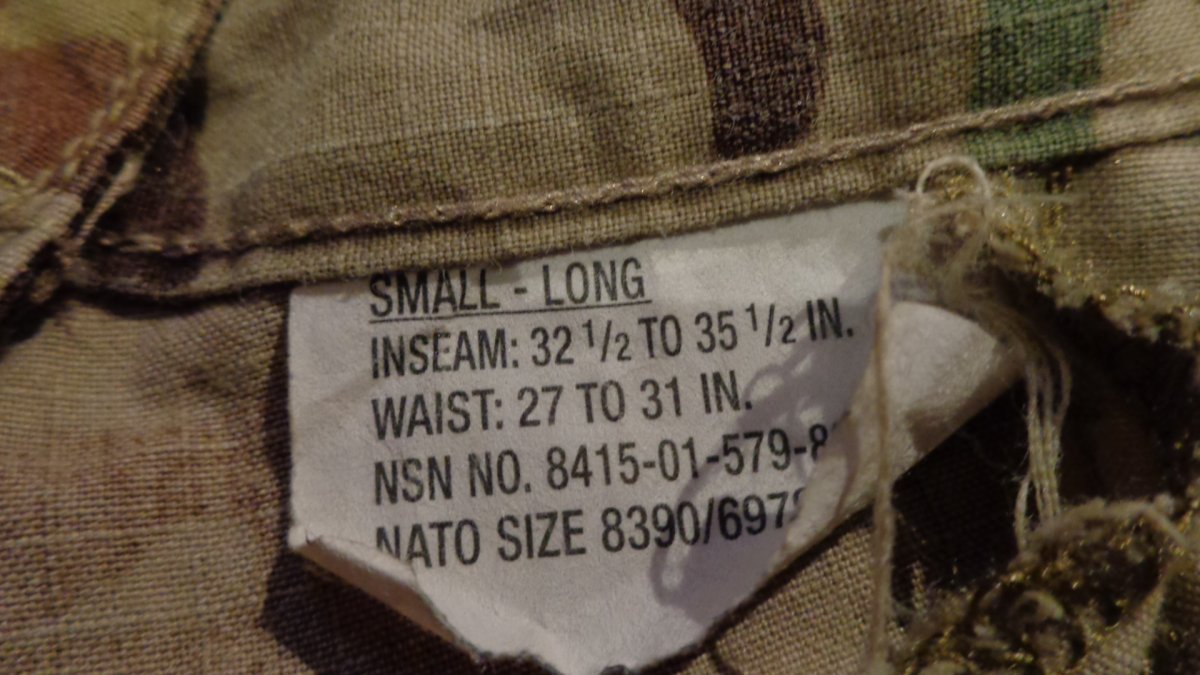 SMALL - LONG
INSEAM: 32 1/2 TO 35 1/2 IN.
WAIST: 27 TO 31 IN.
NSN NO. 8415-01-579-8
NATO SIZE 8390/697